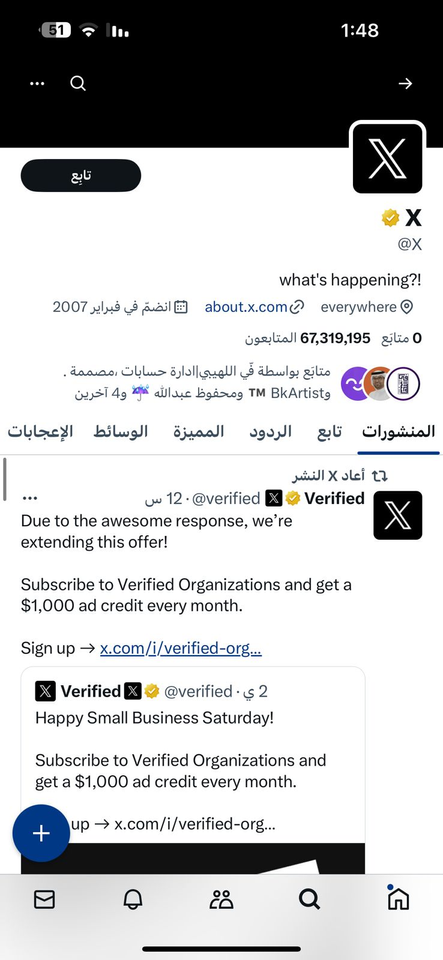 51
1:48
تابِع
X
@X
what's happening?!
everywhere about.x.com انضمّ في فبراير 2007
0 متابَع 67,319,195 المتابعون
متابَع بواسطة فّي اللهيبي|ادارة حسابات ،مصممة .
وBkArtist ™ ومحفوظ عبدالله ☔ و4 آخرين
المنشورات تابع الردود المميزة الوسائط الإعجابات
أعاد X النشر
Verified @verified · 12 س
Due to the awesome response, we’re
extending this offer!
Subscribe to Verified Organizations and get a
$1,000 ad credit every month.
Sign up → x.com/i/verified-org...
Verified @verified · 2 ي
Happy Small Business Saturday!
Subscribe to Verified Organizations and
get a $1,000 ad credit every month.
up → x.com/i/verified-org...